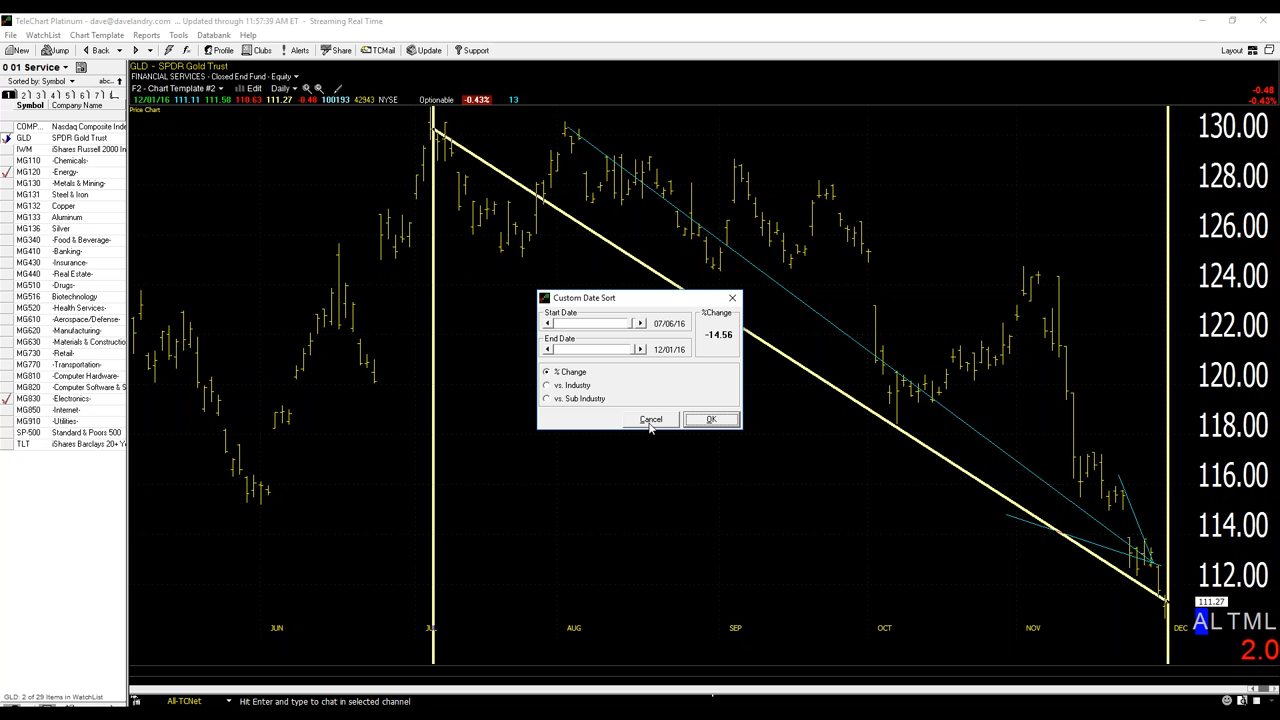 TeleChart Platinum - dave@davelandry.com ... Updated through 11:57:39 AM ET - Streaming Real Time
File WatchList Chart Template Reports Tools Databank Help
New Jump Back Profile Clubs Alerts Share TCMail Update Support Layout
0 01 Service
Sorted by: Symbol abc..
1 2 3 4 5 6 7
Symbol Company Name
COMP... Nasdaq Composite Inde
GLD SPDR Gold Trust
IWM iShares Russell 2000 In
MG110 -Chemicals-
MG120 -Energy-
MG130 -Metals & Mining-
MG131 Steel & Iron
MG132 Copper
MG133 Aluminum
MG136 Silver
MG340 -Food & Beverage-
MG410 -Banking-
MG430 -Insurance-
MG440 -Real Estate-
MG510 -Drugs-
MG516 Biotechnology
MG520 -Health Services-
MG610 -Aerospace/Defense-
MG620 -Manufacturing-
MG630 -Materials & Constructio
MG730 -Retail-
MG770 -Transportation-
MG810 -Computer Hardware-
MG820 -Computer Software & S
MG830 -Electronics-
MG850 -Internet-
MG910 -Utilities-
SP-500 Standard & Poors 500
TLT iShares Barclays 20+ Ye
GLD: 2 of 29 Items in WatchList
GLD - SPDR Gold Trust
FINANCIAL SERVICES - Closed End Fund - Equity
F2 - Chart Template #2 Edit Daily
12/01/16 111.11 111.58 110.63 111.27 -0.48 100193 42943 NYSE Optionable -0.43% 13
-0.48
-0.43%
Price Chart
130.00
128.00
126.00
124.00
122.00
120.00
118.00
116.00
114.00
112.00
111.27
Custom Date Sort
Start Date
07/06/16
End Date
12/01/16
%Change
-14.56
% Change
vs. Industry
vs. Sub Industry
Cancel OK
JUN JUL AUG SEP OCT NOV DEC
ALTML
2.0
All-TCNet Hit Enter and type to chat in selected channel